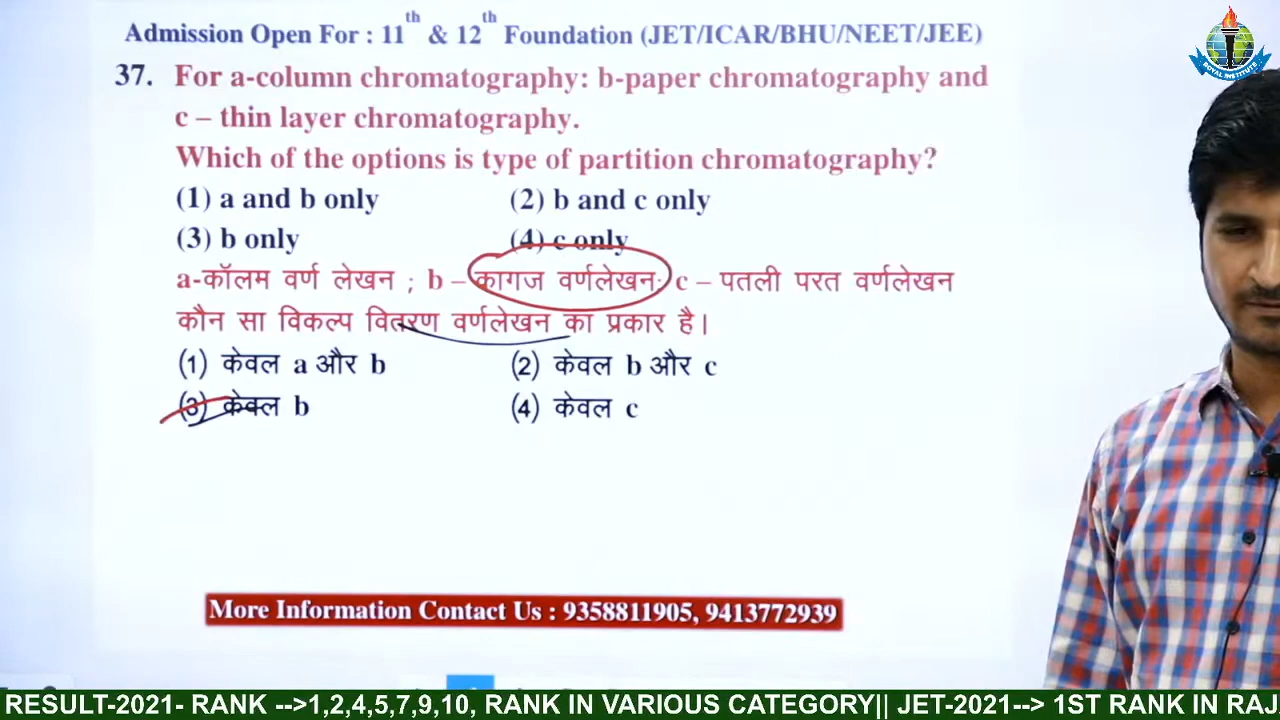 Admission Open For : 11th & 12th Foundation (JET/ICAR/BHU/NEET/JEE)
37. For a-column chromatography: b-paper chromatography and
c – thin layer chromatography.
Which of the options is type of partition chromatography?
(1) a and b only (2) b and c only
(3) b only (4) c only
a-कॉलम वर्ण लेखन ; b – कागज वर्णलेखन; c – पतली परत वर्णलेखन
कौन सा विकल्प वितरण वर्णलेखन का प्रकार है।
(1) केवल a और b (2) केवल b और c
(3) केवल b (4) केवल c
More Information Contact Us : 9358811905, 9413772939
RESULT-2021- RANK -->1,2,4,5,7,9,10, RANK IN VARIOUS CATEGORY|| JET-2021--> 1ST RANK IN RAJ
ROYAL INSTITUTE